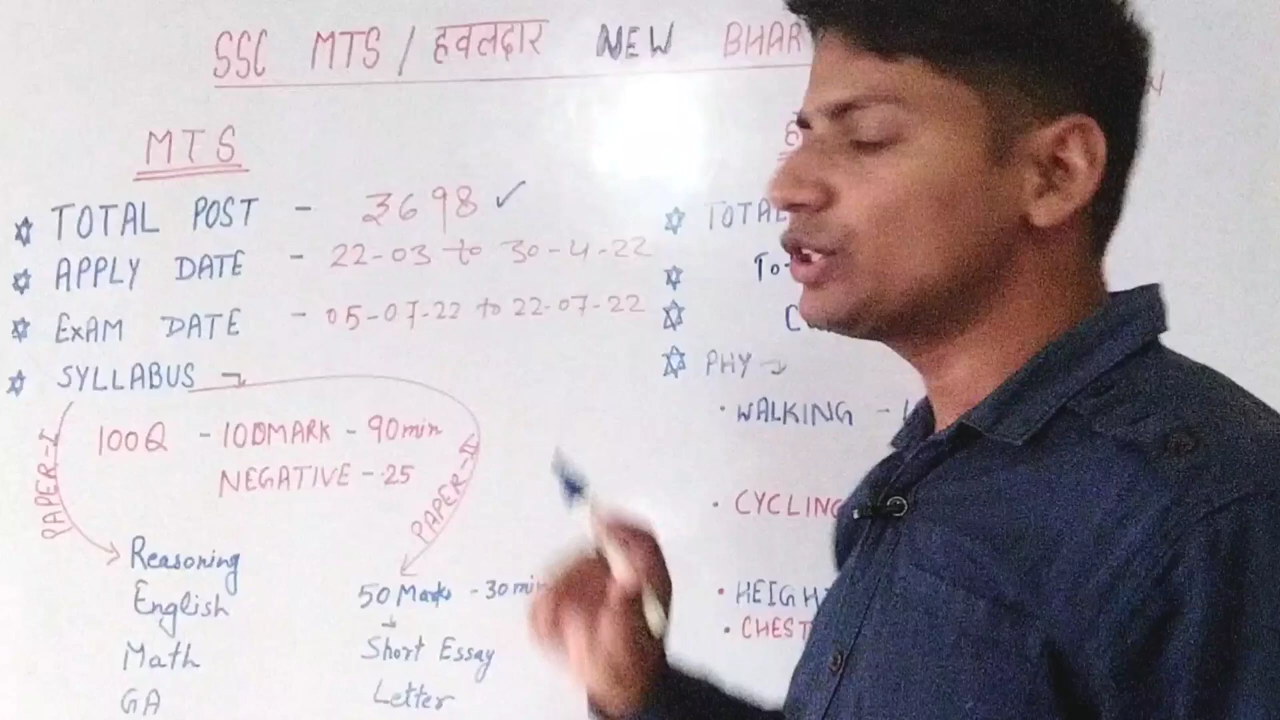 SSC MTS / हवलदार NEW BHAR
MTS
TOTAL POST - 3698 ✓
APPLY DATE - 22-03 to 30-4-22
EXAM DATE - 05-07-22 to 22-07-22
SYLLABUS
PAPER-I
100Q - 100MARK - 90min
NEGATIVE - .25
PAPER-II
Reasoning
English
Math
GA
50 Marks - 30 min
Short Essay
Letter
TOTAL
To
C
PHY
WALKING -
CYCLING
HEIGH
CHEST